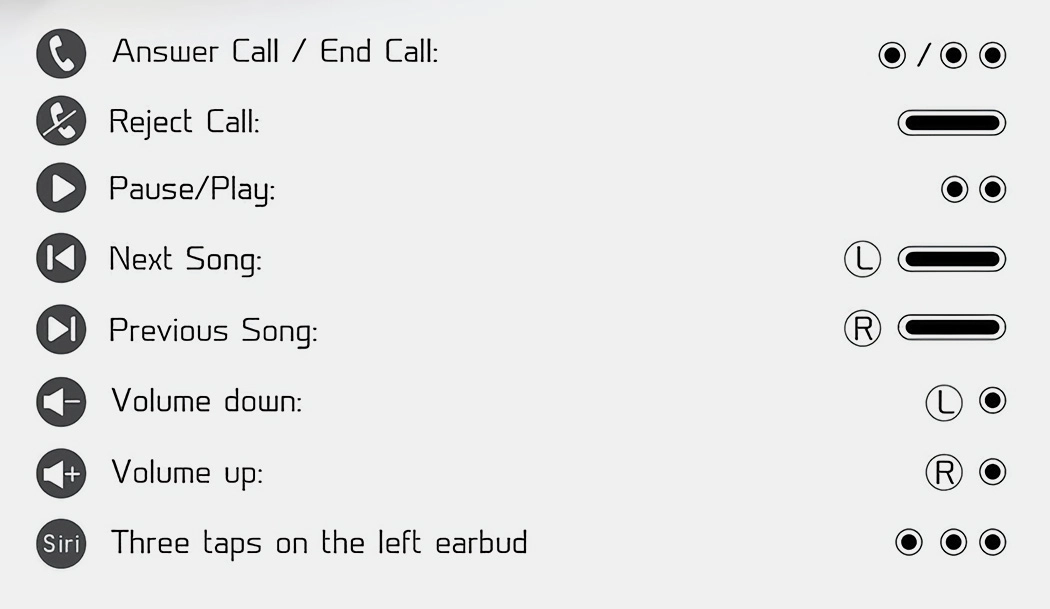 Answer Call / End Call: /
Reject Call:
Pause/Play:
Next Song: L
Previous Song: R
Volume down: L
Volume up: R
Siri Three taps on the left earbud